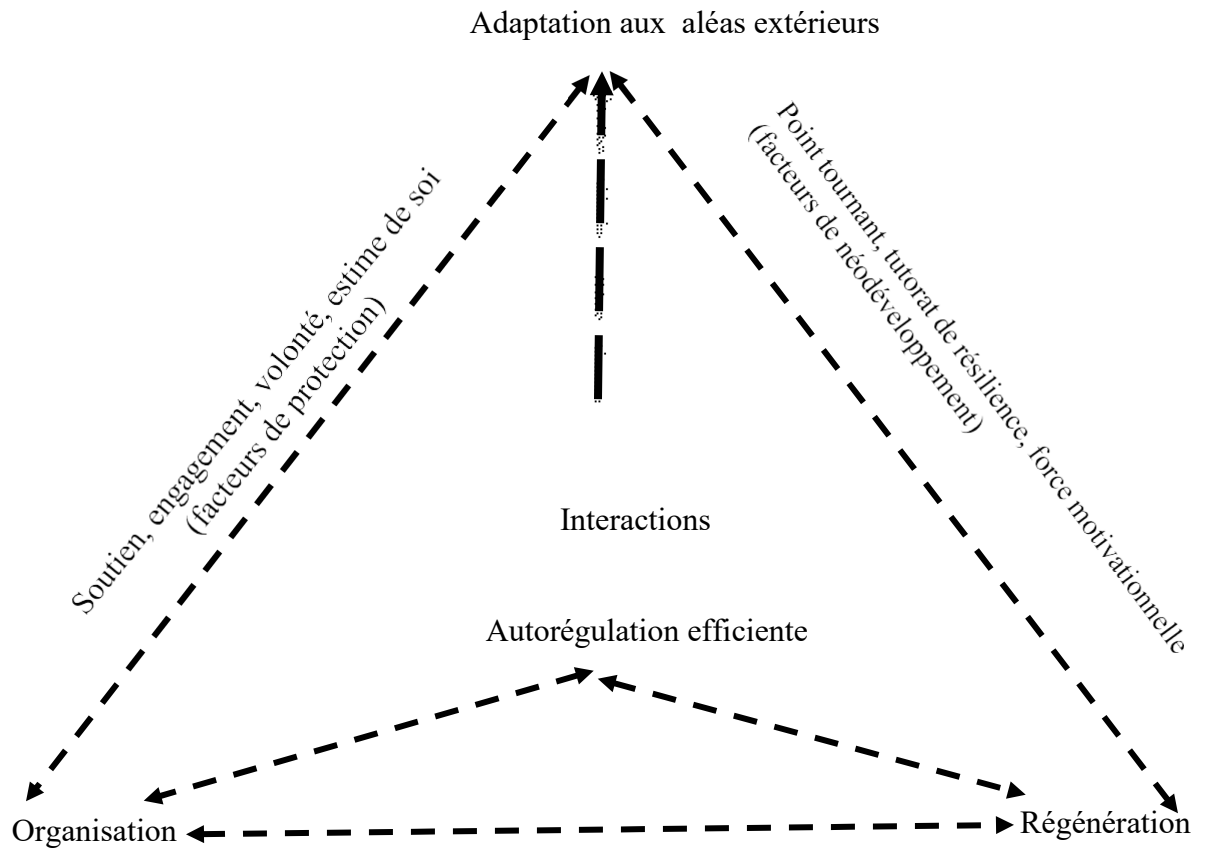 Adaptation aux  aléas extérieurs
Soutien, engagement, volonté, estime de soi
(facteurs de protection)
Point tournant, tutorat de résilience, force motivationnelle
(facteurs de néodéveloppement)
Interactions
Autorégulation efficiente
Organisation
Régénération